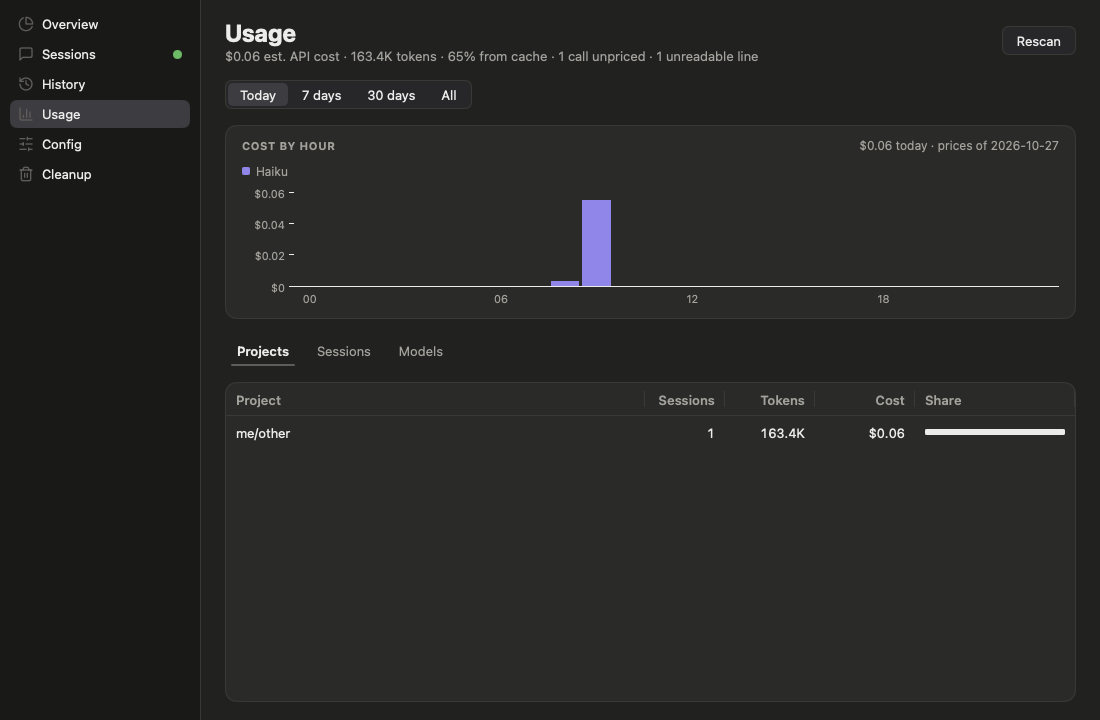 Overview
Sessions
History
Usage
Config
Cleanup
Usage
$0.06 est. API cost · 163.4K tokens · 65% from cache · 1 call unpriced · 1 unreadable line
Rescan
Today 7 days 30 days All
COST BY HOUR
$0.06 today · prices of 2026-10-27
Haiku
$0.06
$0.04
$0.02
$0
00 06 12 18
Projects Sessions Models
Project Sessions Tokens Cost Share
me/other 1 163.4K $0.06